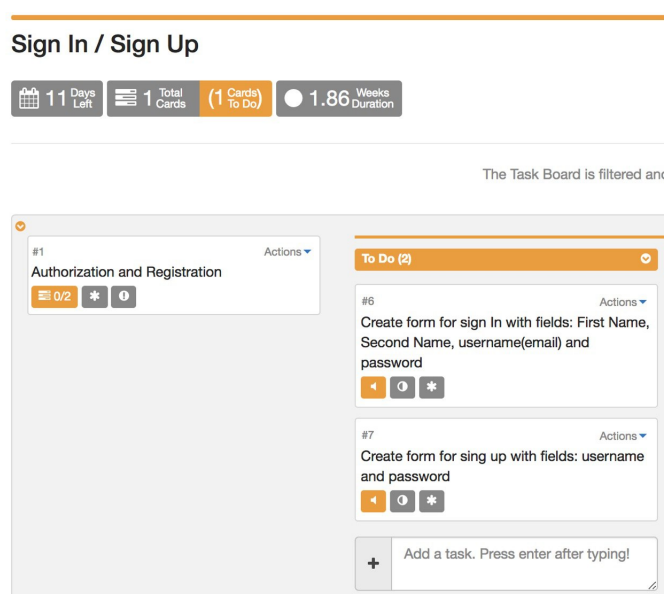 Sign In / Sign Up
11 Days Left
1 Total Cards
(1 Cards To Do)
1.86 Weeks Duration
The Task Board is filtered
#1 Actions
Authorization and Registration
0/2
To Do (2)
#6 Actions
Create form for sign In with fields: First Name,
Second Name, username(email) and
password
#7 Actions
Create form for sing up with fields: username
and password
Add a task. Press enter after typing!